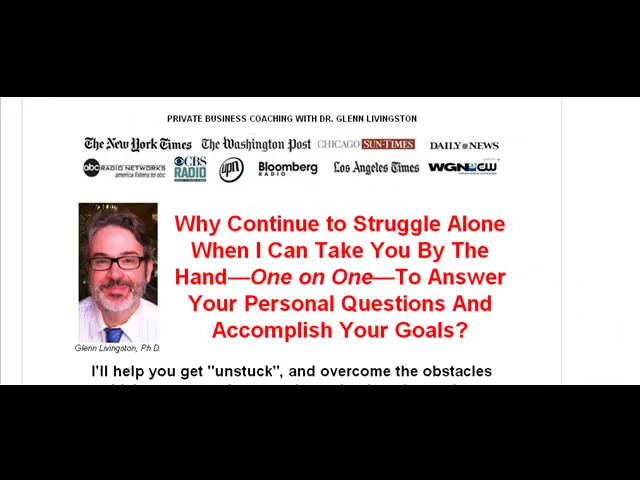 PRIVATE BUSINESS COACHING WITH DR. GLENN LIVINGSTON
The New York Times The Washington Post CHICAGO SUN-TIMES DAILY NEWS
abc RADIO NETWORKS america listens to abc CBS RADIO upn Bloomberg RADIO Los Angeles Times WGN CW
Why Continue to Struggle Alone
When I Can Take You By The
Hand—One on One—To Answer
Your Personal Questions And
Accomplish Your Goals?
Glenn Livingston, Ph.D.
I'll help you get "unstuck", and overcome the obstacles